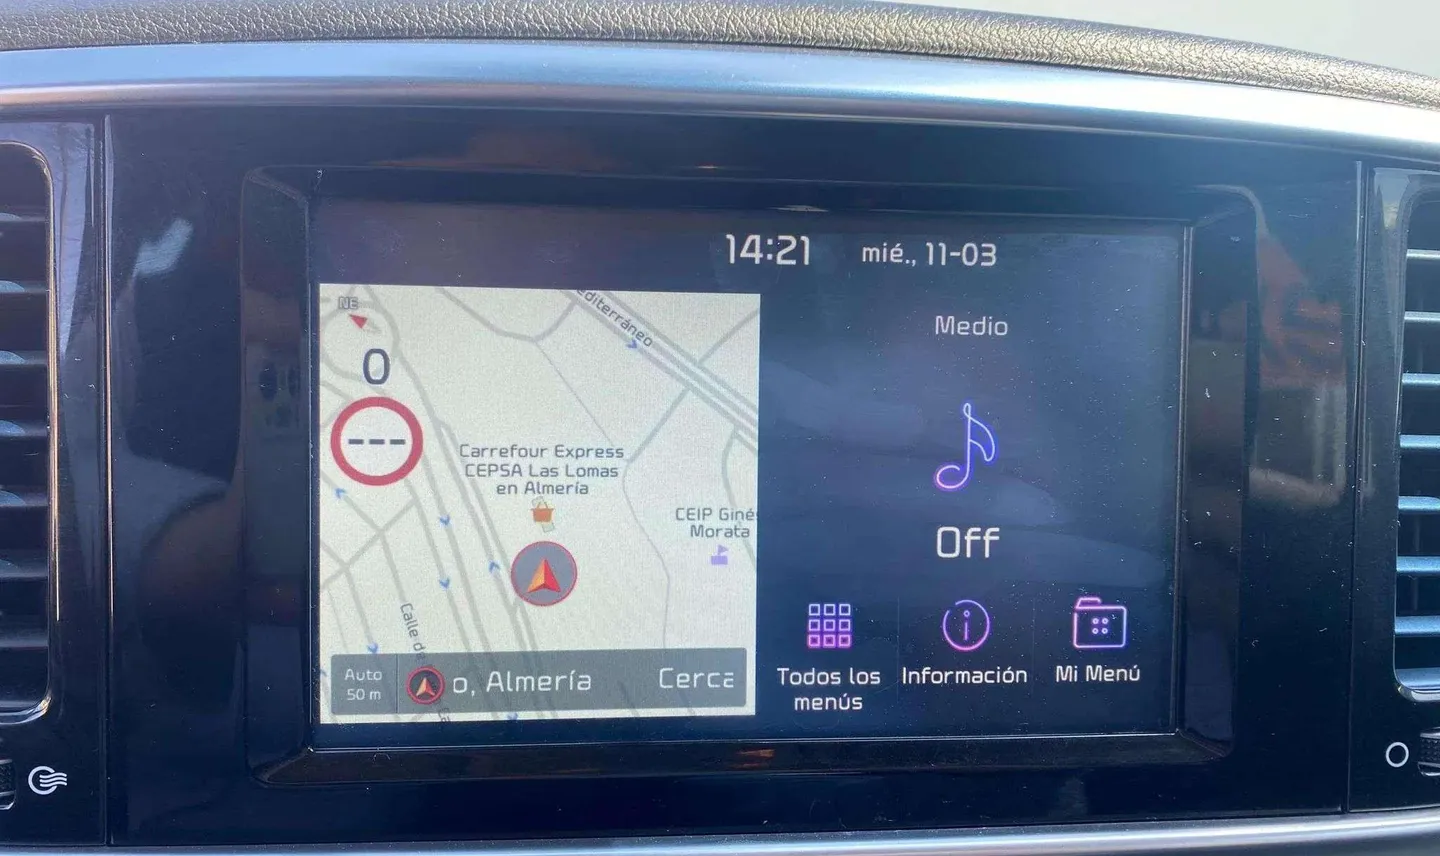 14:21 mié., 11-03
NE
0
---
editerráneo
Carrefour Express
CEPSA Las Lomas
en Almería
CEIP Giné
Morata
Calle de
Auto
50 m
o, Almería
Cerca
Medio
Off
Todos los
menús
Información
Mi Menú